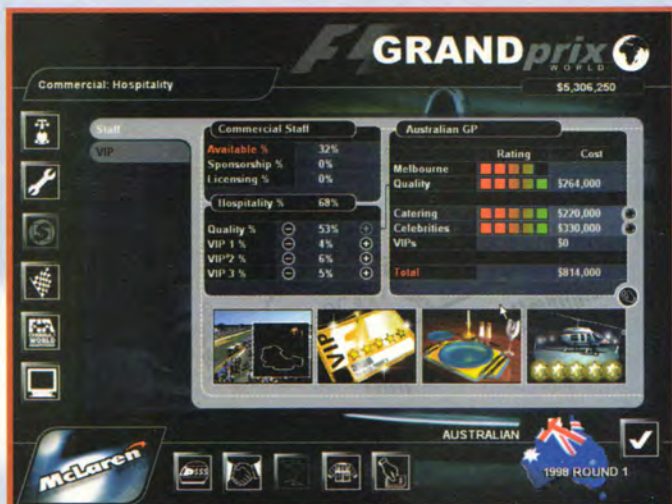 GRAND prix
WORLD
Commercial: Hospitality
$5,306,250
Staff
VIP
Commercial Staff
Available % 32%
Sponsorship % 0%
Licensing % 0%
Hospitality % 68%
Quality % 53%
VIP 1 % 4%
VIP 2 % 6%
VIP 3 % 5%
Australian GP
Rating Cost
Melbourne
Quality $264,000
Catering $220,000
Celebrities $330,000
VIPs $0
Total $814,000
VIP
AUSTRALIAN
1998 ROUND 1
McLaren